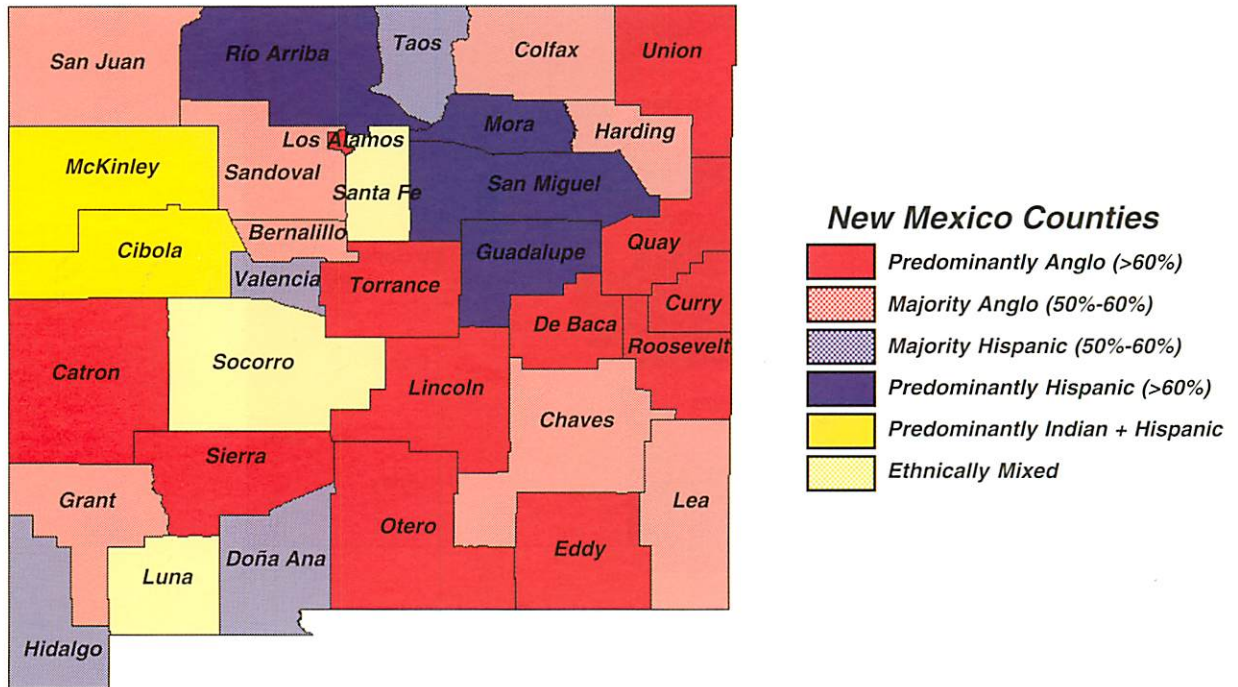 San Juan
Río Arriba
Taos
Colfax
Union
Mora
Harding
Los Alamos
McKinley
Sandoval
Santa Fe
San Miguel
Bernalillo
Cibola
Guadalupe
Quay
Valencia
Torrance
Curry
De Baca
Roosevelt
Socorro
Catron
Lincoln
Chaves
Sierra
Grant
Lea
Otero
Eddy
Doña Ana
Luna
Hidalgo
New Mexico Counties
Predominantly Anglo (>60%)
Majority Anglo (50%-60%)
Majority Hispanic (50%-60%)
Predominantly Hispanic (>60%)
Predominantly Indian + Hispanic
Ethnically Mixed